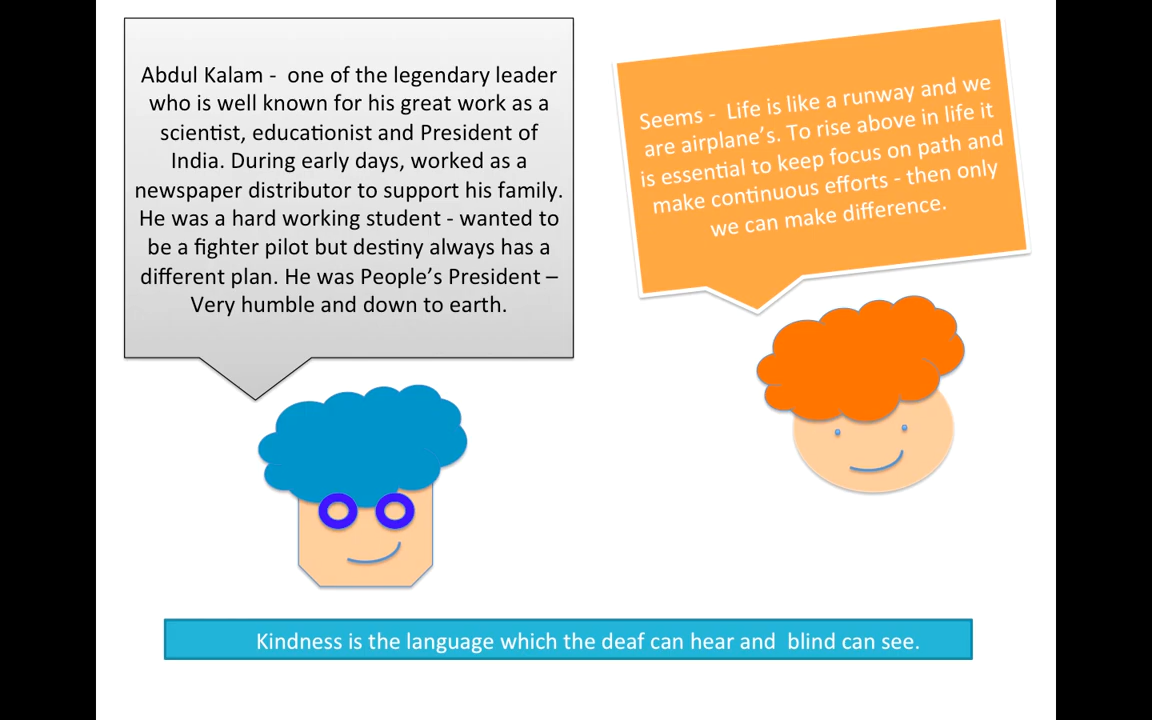 Abdul Kalam -  one of the legendary leader
who is well known for his great work as a
scientist, educationist and President of
India. During early days, worked as a
newspaper distributor to support his family.
He was a hard working student - wanted to
be a fighter pilot but destiny always has a
different plan. He was People’s President –
Very humble and down to earth.
Seems -  Life is like a runway and we
are airplane’s. To rise above in life it
is essential to keep focus on path and
make continuous efforts - then only
we can make difference.
Kindness is the language which the deaf can hear and  blind can see.